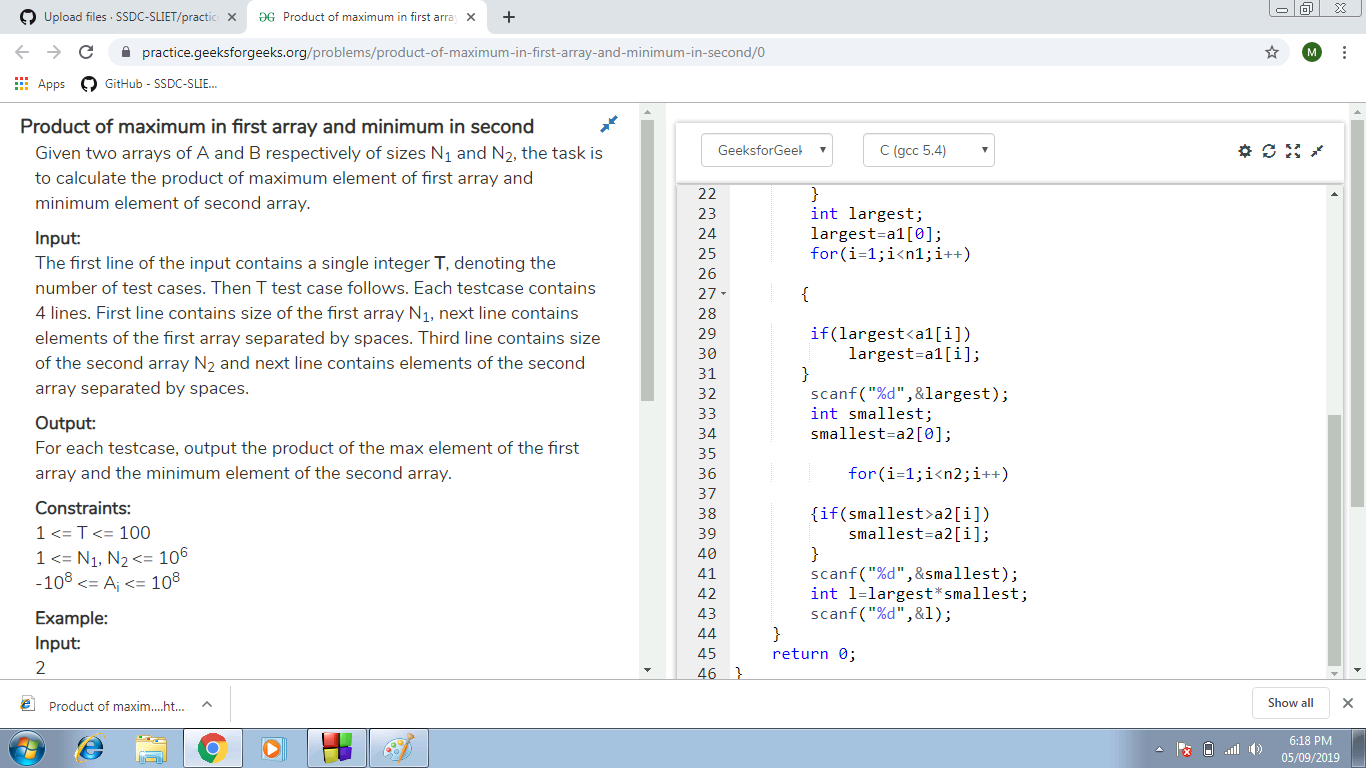 Upload files · SSDC-SLIET/practic
Product of maximum in first array
practice.geeksforgeeks.org/problems/product-of-maximum-in-first-array-and-minimum-in-second/0
M
Apps
GitHub - SSDC-SLIE...
Product of maximum in first array and minimum in second
Given two arrays of A and B respectively of sizes N1 and N2, the task is
to calculate the product of maximum element of first array and
minimum element of second array.
Input:
The first line of the input contains a single integer T, denoting the
number of test cases. Then T test case follows. Each testcase contains
4 lines. First line contains size of the first array N1, next line contains
elements of the first array separated by spaces. Third line contains size
of the second array N2 and next line contains elements of the second
array separated by spaces.
Output:
For each testcase, output the product of the max element of the first
array and the minimum element of the second array.
Constraints:
1 <= T <= 100
1 <= N1, N2 <= 10^6
-10^8 <= Ai <= 10^8
Example:
Input:
2
GeeksforGeek
C (gcc 5.4)
22 }
23 int largest;
24 largest=a1[0];
25 for(i=1;i<n1;i++)
26
27 {
28
29 if(largest<a1[i])
30 largest=a1[i];
31 }
32 scanf("%d",&largest);
33 int smallest;
34 smallest=a2[0];
35
36 for(i=1;i<n2;i++)
37
38 {if(smallest>a2[i])
39 smallest=a2[i];
40 }
41 scanf("%d",&smallest);
42 int l=largest*smallest;
43 scanf("%d",&l);
44 }
45 return 0;
46 }
Product of maxim....ht...
Show all
6:18 PM
05/09/2019